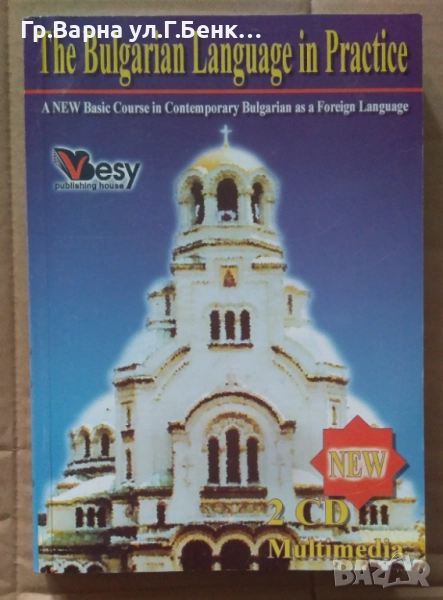 Гр.Варна ул.Г.Бенк...
The Bulgarian Language in Practice
A NEW Basic Course in Contemporary Bulgarian as a Foreign Language
Vesy
publishing house
NEW
2 CD
Multimedia
BAZAR